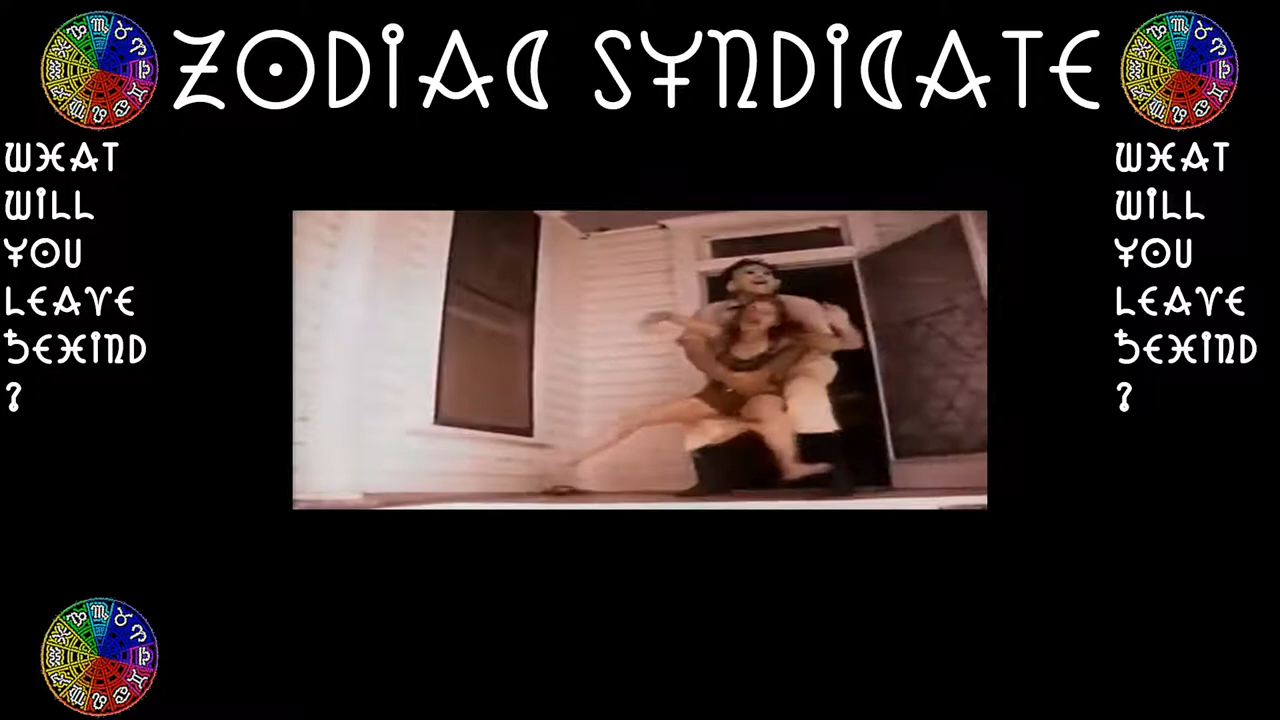 ZODIAC SYNDICATE
WHAT
WILL
YOU
LEAVE
BEHIND
?
WHAT
WILL
YOU
LEAVE
BEHIND
?